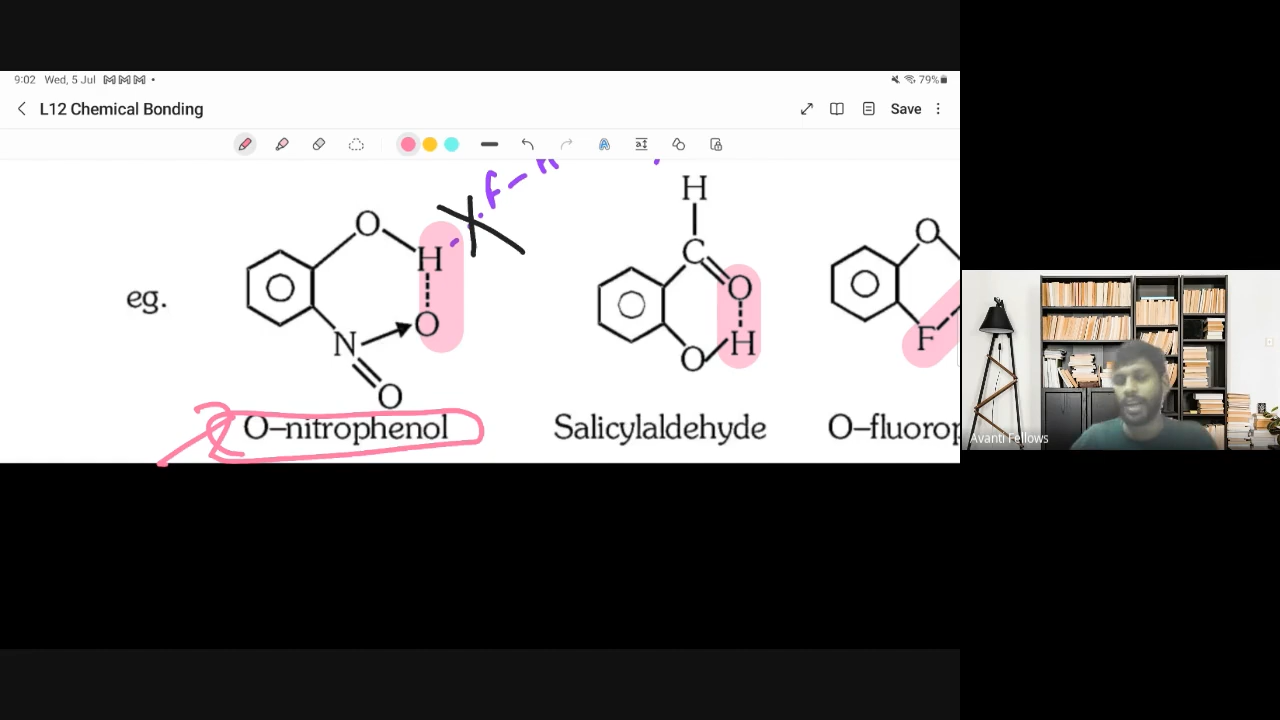 9:02 Wed, 5 Jul
79%
L12 Chemical Bonding
Save
F – H
H
O
H
C
O
O
eg.
H
O
N
O
O
H
F
O–nitrophenol
Salicylaldehyde
O–fluorop
Avanti Fellows